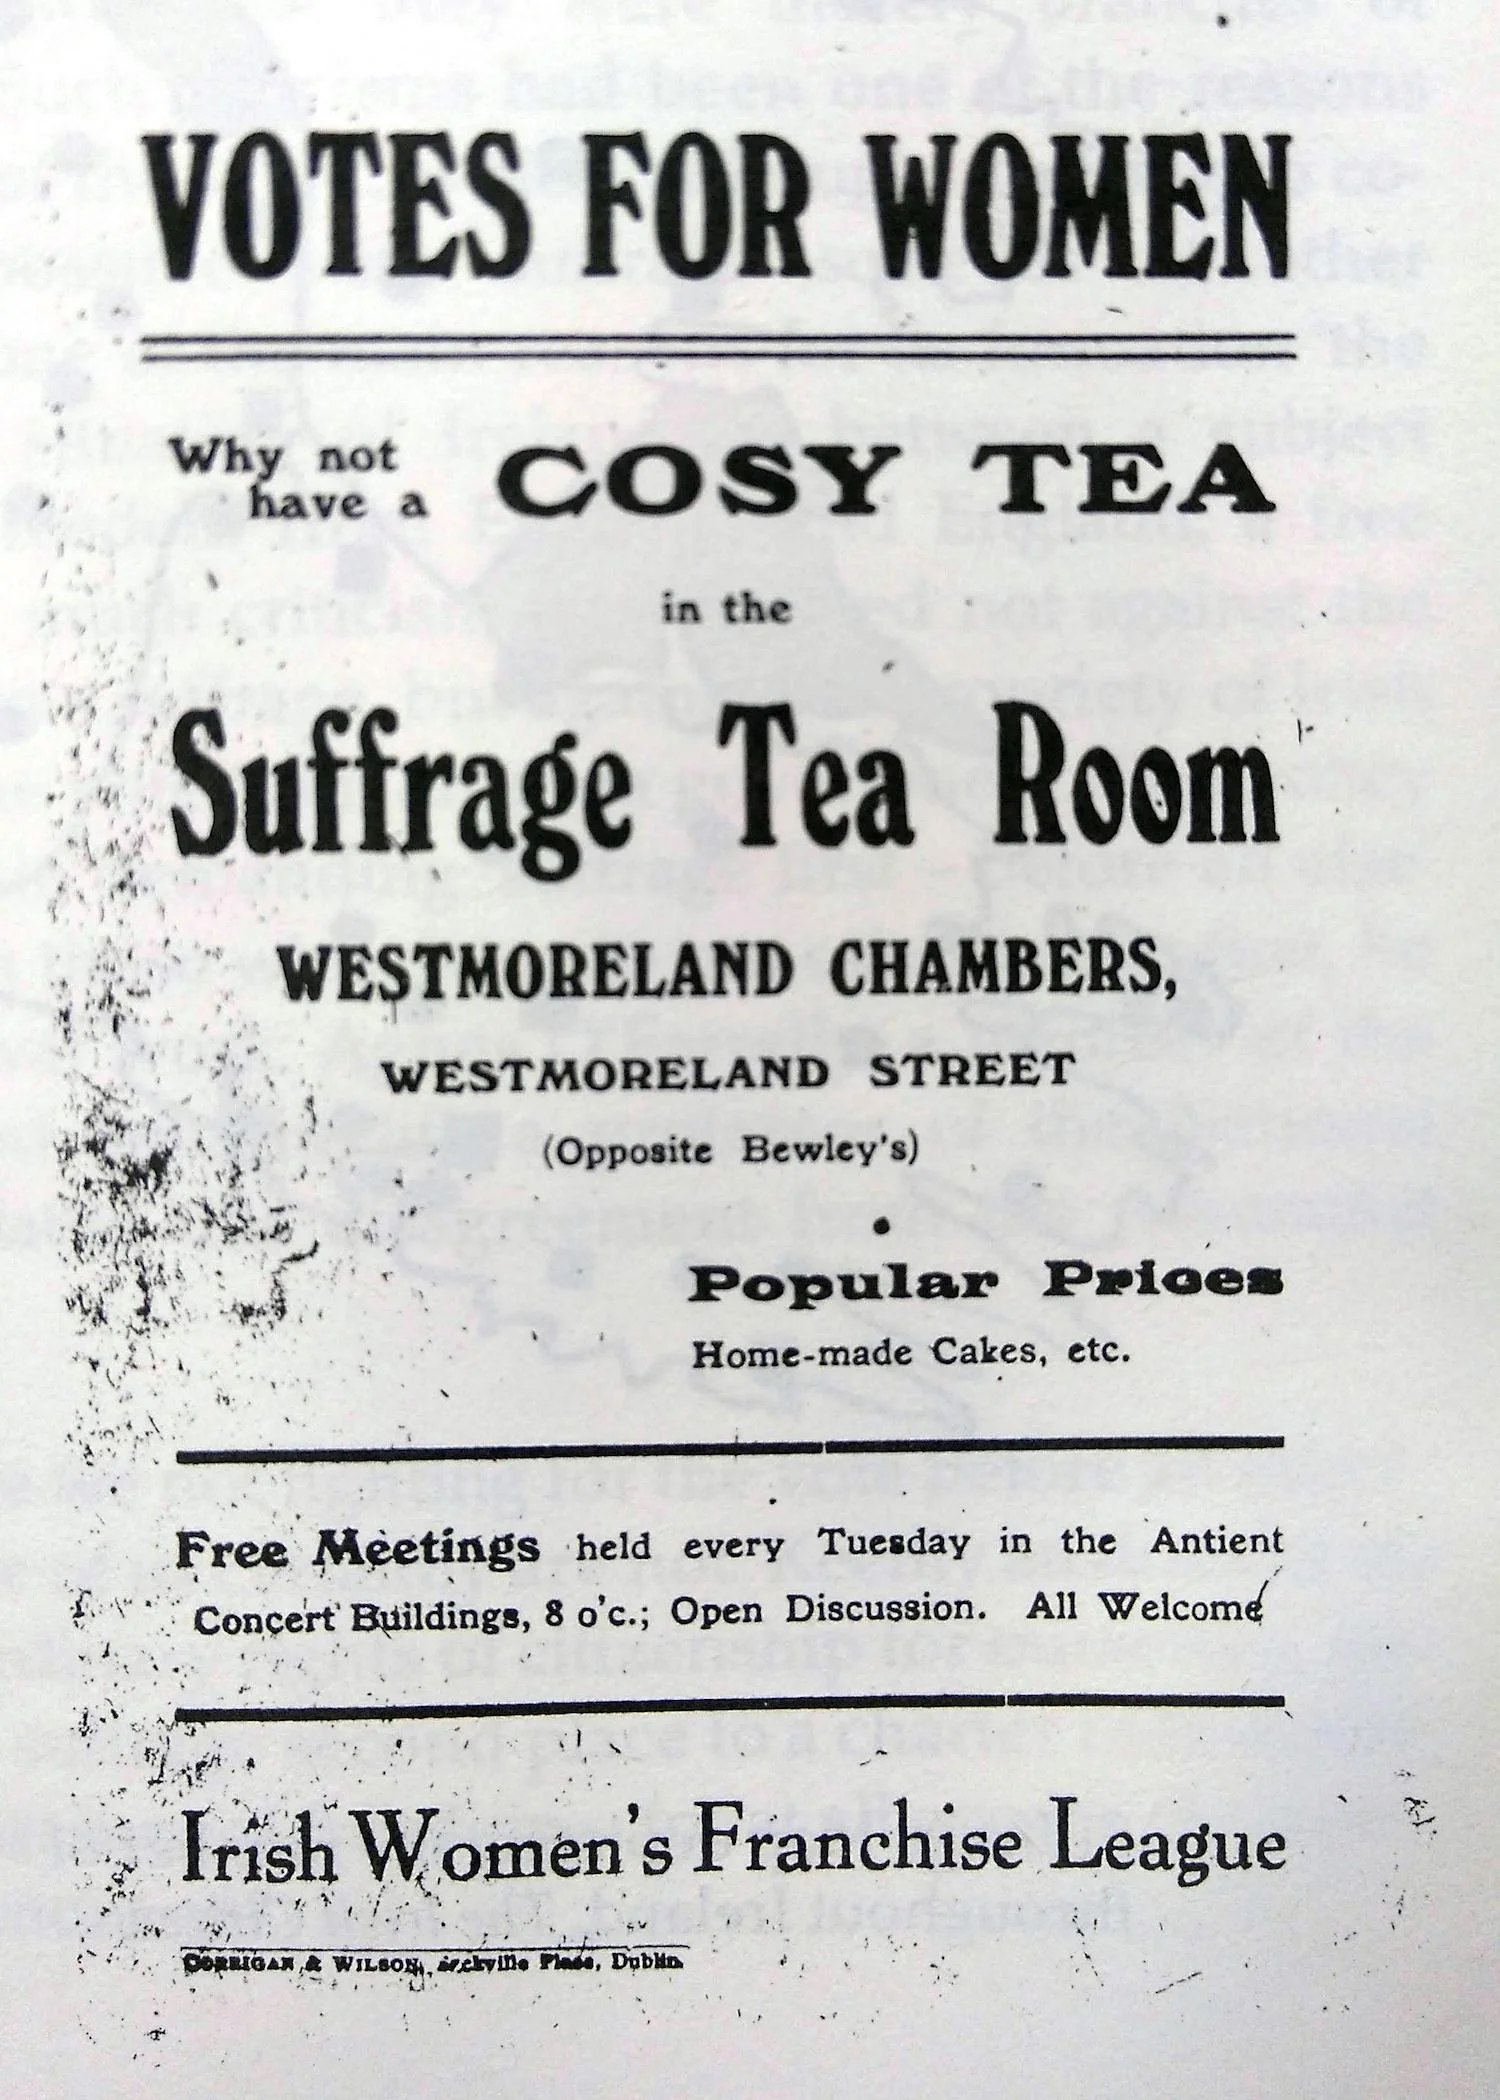 VOTES FOR WOMEN
Why not
have a COSY TEA
in the
Suffrage Tea Room
WESTMORELAND CHAMBERS,
WESTMORELAND STREET
(Opposite Bewley's)
Popular Prices
Home-made Cakes, etc.
Free Meetings held every Tuesday in the Antient
Concert Buildings, 8 o'c.; Open Discussion. All Welcome
Irish Women's Franchise League
CORRIGAN & WILSON, Place, Dublin.